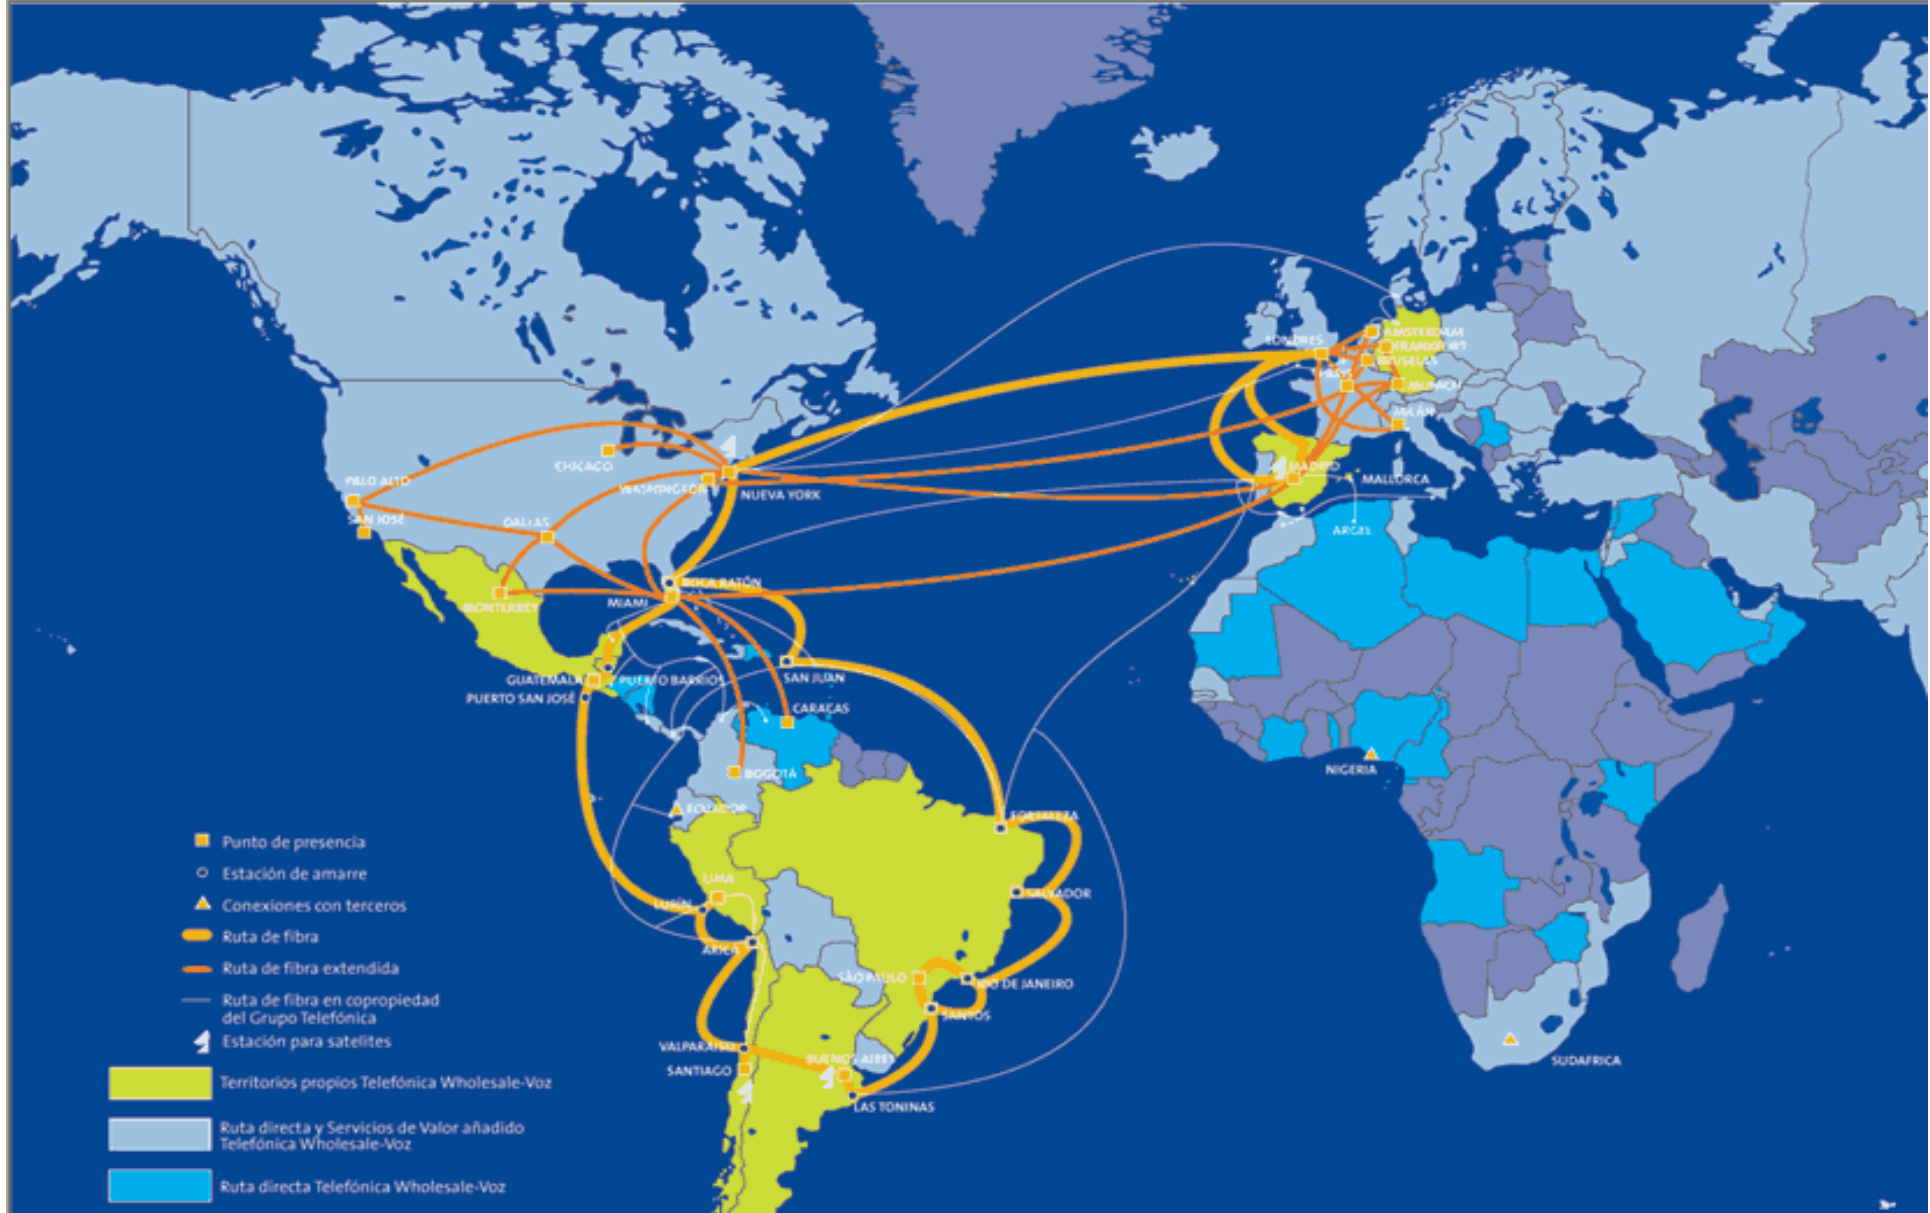 LONDRES
AMSTERDAM
FRANKFURT
BRUSELAS
PARÍS
MILÁN
CHICAGO
WASHINGTON
NUEVA YORK
MADRID
MALLORCA
PALO ALTO
SAN JOSÉ
DALLAS
ARGEL
BOCA RATÓN
MONTERREY
MIAMI
GUATEMALA
PUERTO BARRIOS
SAN JUAN
PUERTO SAN JOSÉ
CARACAS
BOGOTÁ
NIGERIA
ECUADOR
FORTALEZA
LIMA
LURÍN
SALVADOR
ARICA
SÃO PAULO
RIO DE JANEIRO
SANTOS
VALPARAISO
BUENOS AIRES
SANTIAGO
LAS TONINAS
SUDAFRICA
Punto de presencia
Estación de amarre
Conexiones con terceros
Ruta de fibra
Ruta de fibra extendida
Ruta de fibra en copropiedad
del Grupo Telefónica
Estación para satelites
Territorios propios Telefónica Wholesale-Voz
Ruta directa y Servicios de Valor añadido
Telefónica Wholesale-Voz
Ruta directa Telefónica Wholesale-Voz